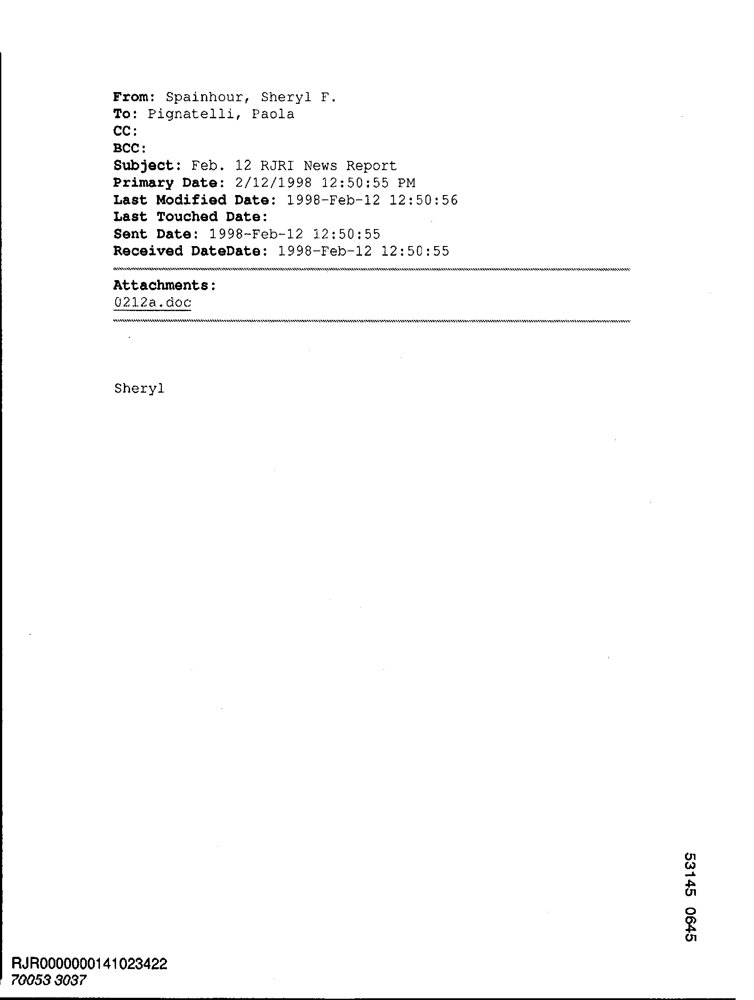 From: Spainhour, Sheryl F.
To: Pignatelli, Paola
CC:
BCC:
Subject: Feb. 12 RJRI News Report
Primary Date: 2/12/1998 12:50:55 PM
Last Modified Date: 1998-Feb-12 12:50:56
Last Touched Date:
Sent Date: 1998-Feb-12 12:50:55
Received DateDate: 1998-Feb-12 12:50:55
Attachments:
0212a.doc
Sheryl
53145 0645
RJR0000000141023422
70053 3037